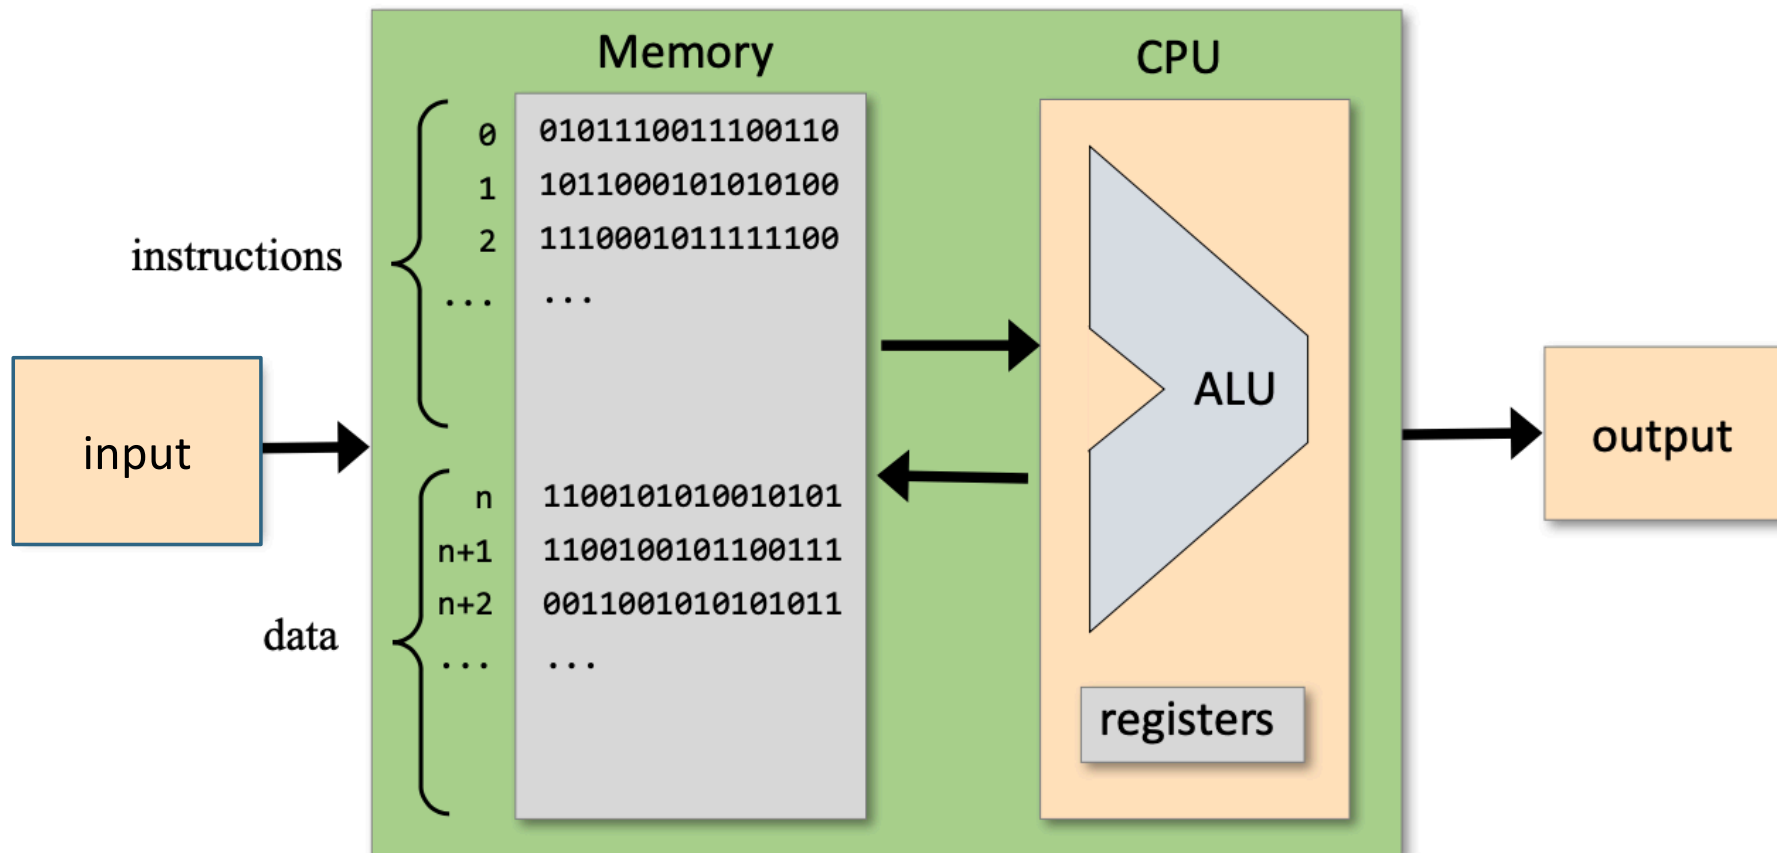 Memory
CPU
instructions
0 0101110011100110
1 1011000101010100
2 1110001011111100
... ...
input
ALU
output
data
n 1100101010010101
n+1 1100100101100111
n+2 0011001010101011
... ...
registers